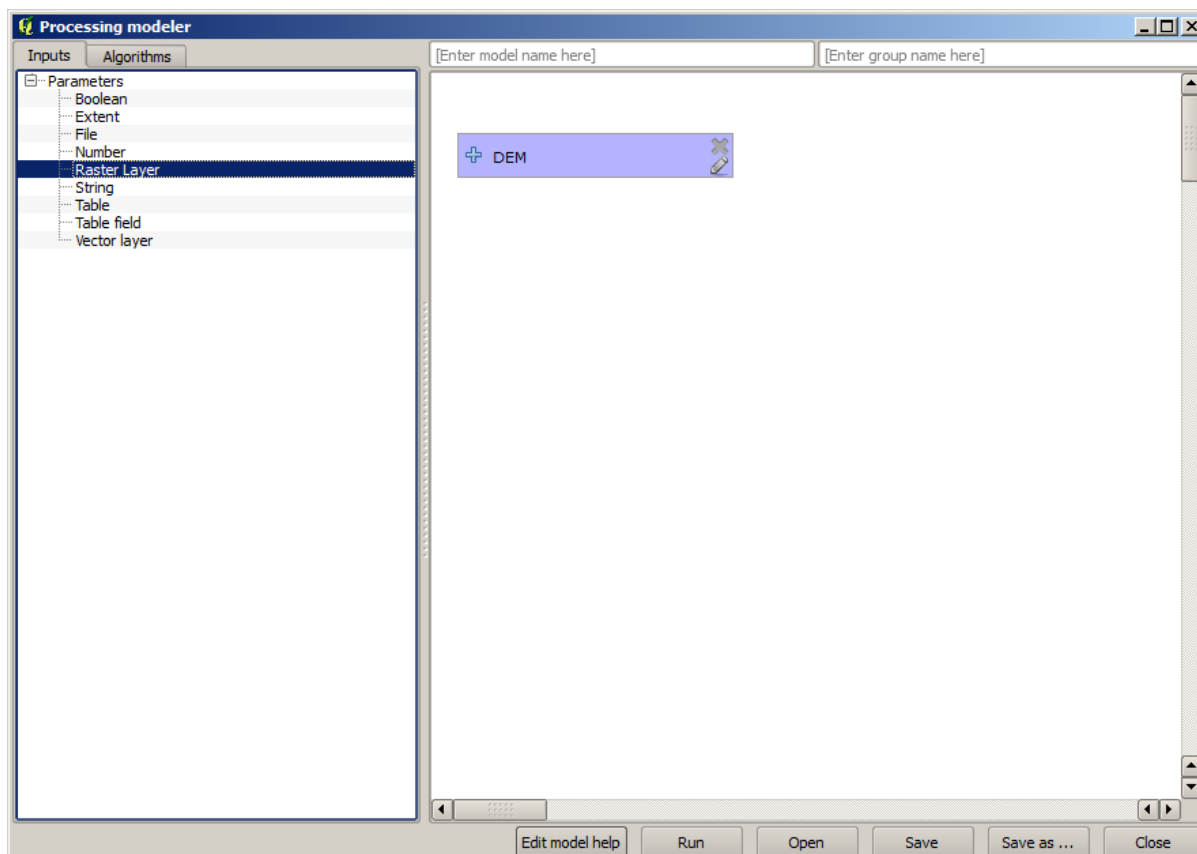 Processing modeler
Inputs
Algorithms
[Enter model name here]
[Enter group name here]
Parameters
Boolean
Extent
File
Number
Raster Layer
String
Table
Table field
Vector layer
DEM
Edit model help
Run
Open
Save
Save as ...
Close